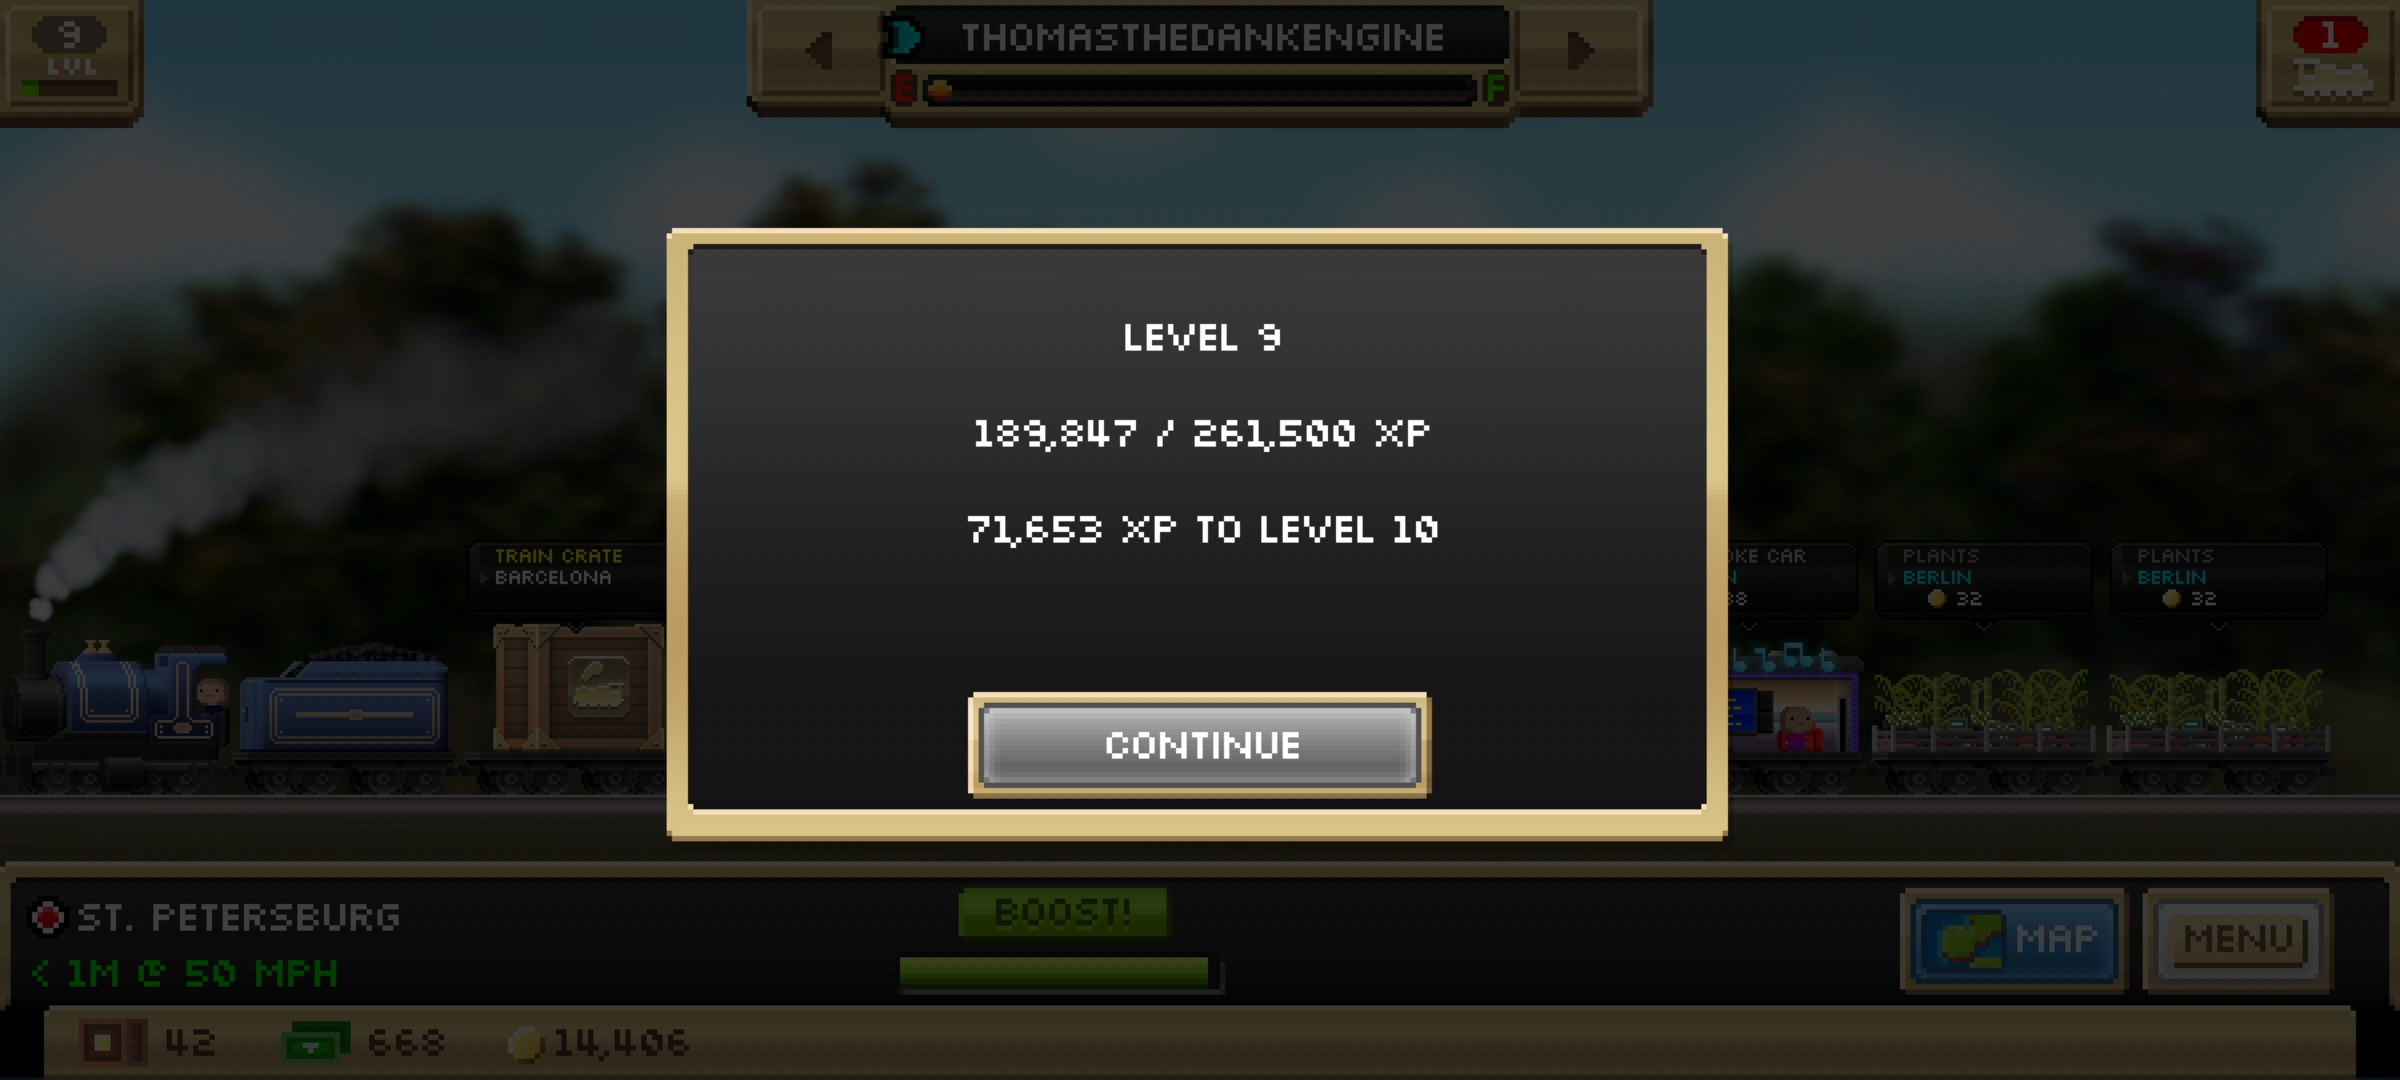 9
LVL
THOMASTHEDANKENGINE
E F
1
LEVEL 9
189,847 / 261,500 XP
71,653 XP TO LEVEL 10
CONTINUE
TRAIN CRATE
BARCELONA
CAR
PLANTS
BERLIN
32
PLANTS
BERLIN
32
ST. PETERSBURG
< 1M @ 50 MPH
BOOST!
MAP
MENU
42 668 14,406